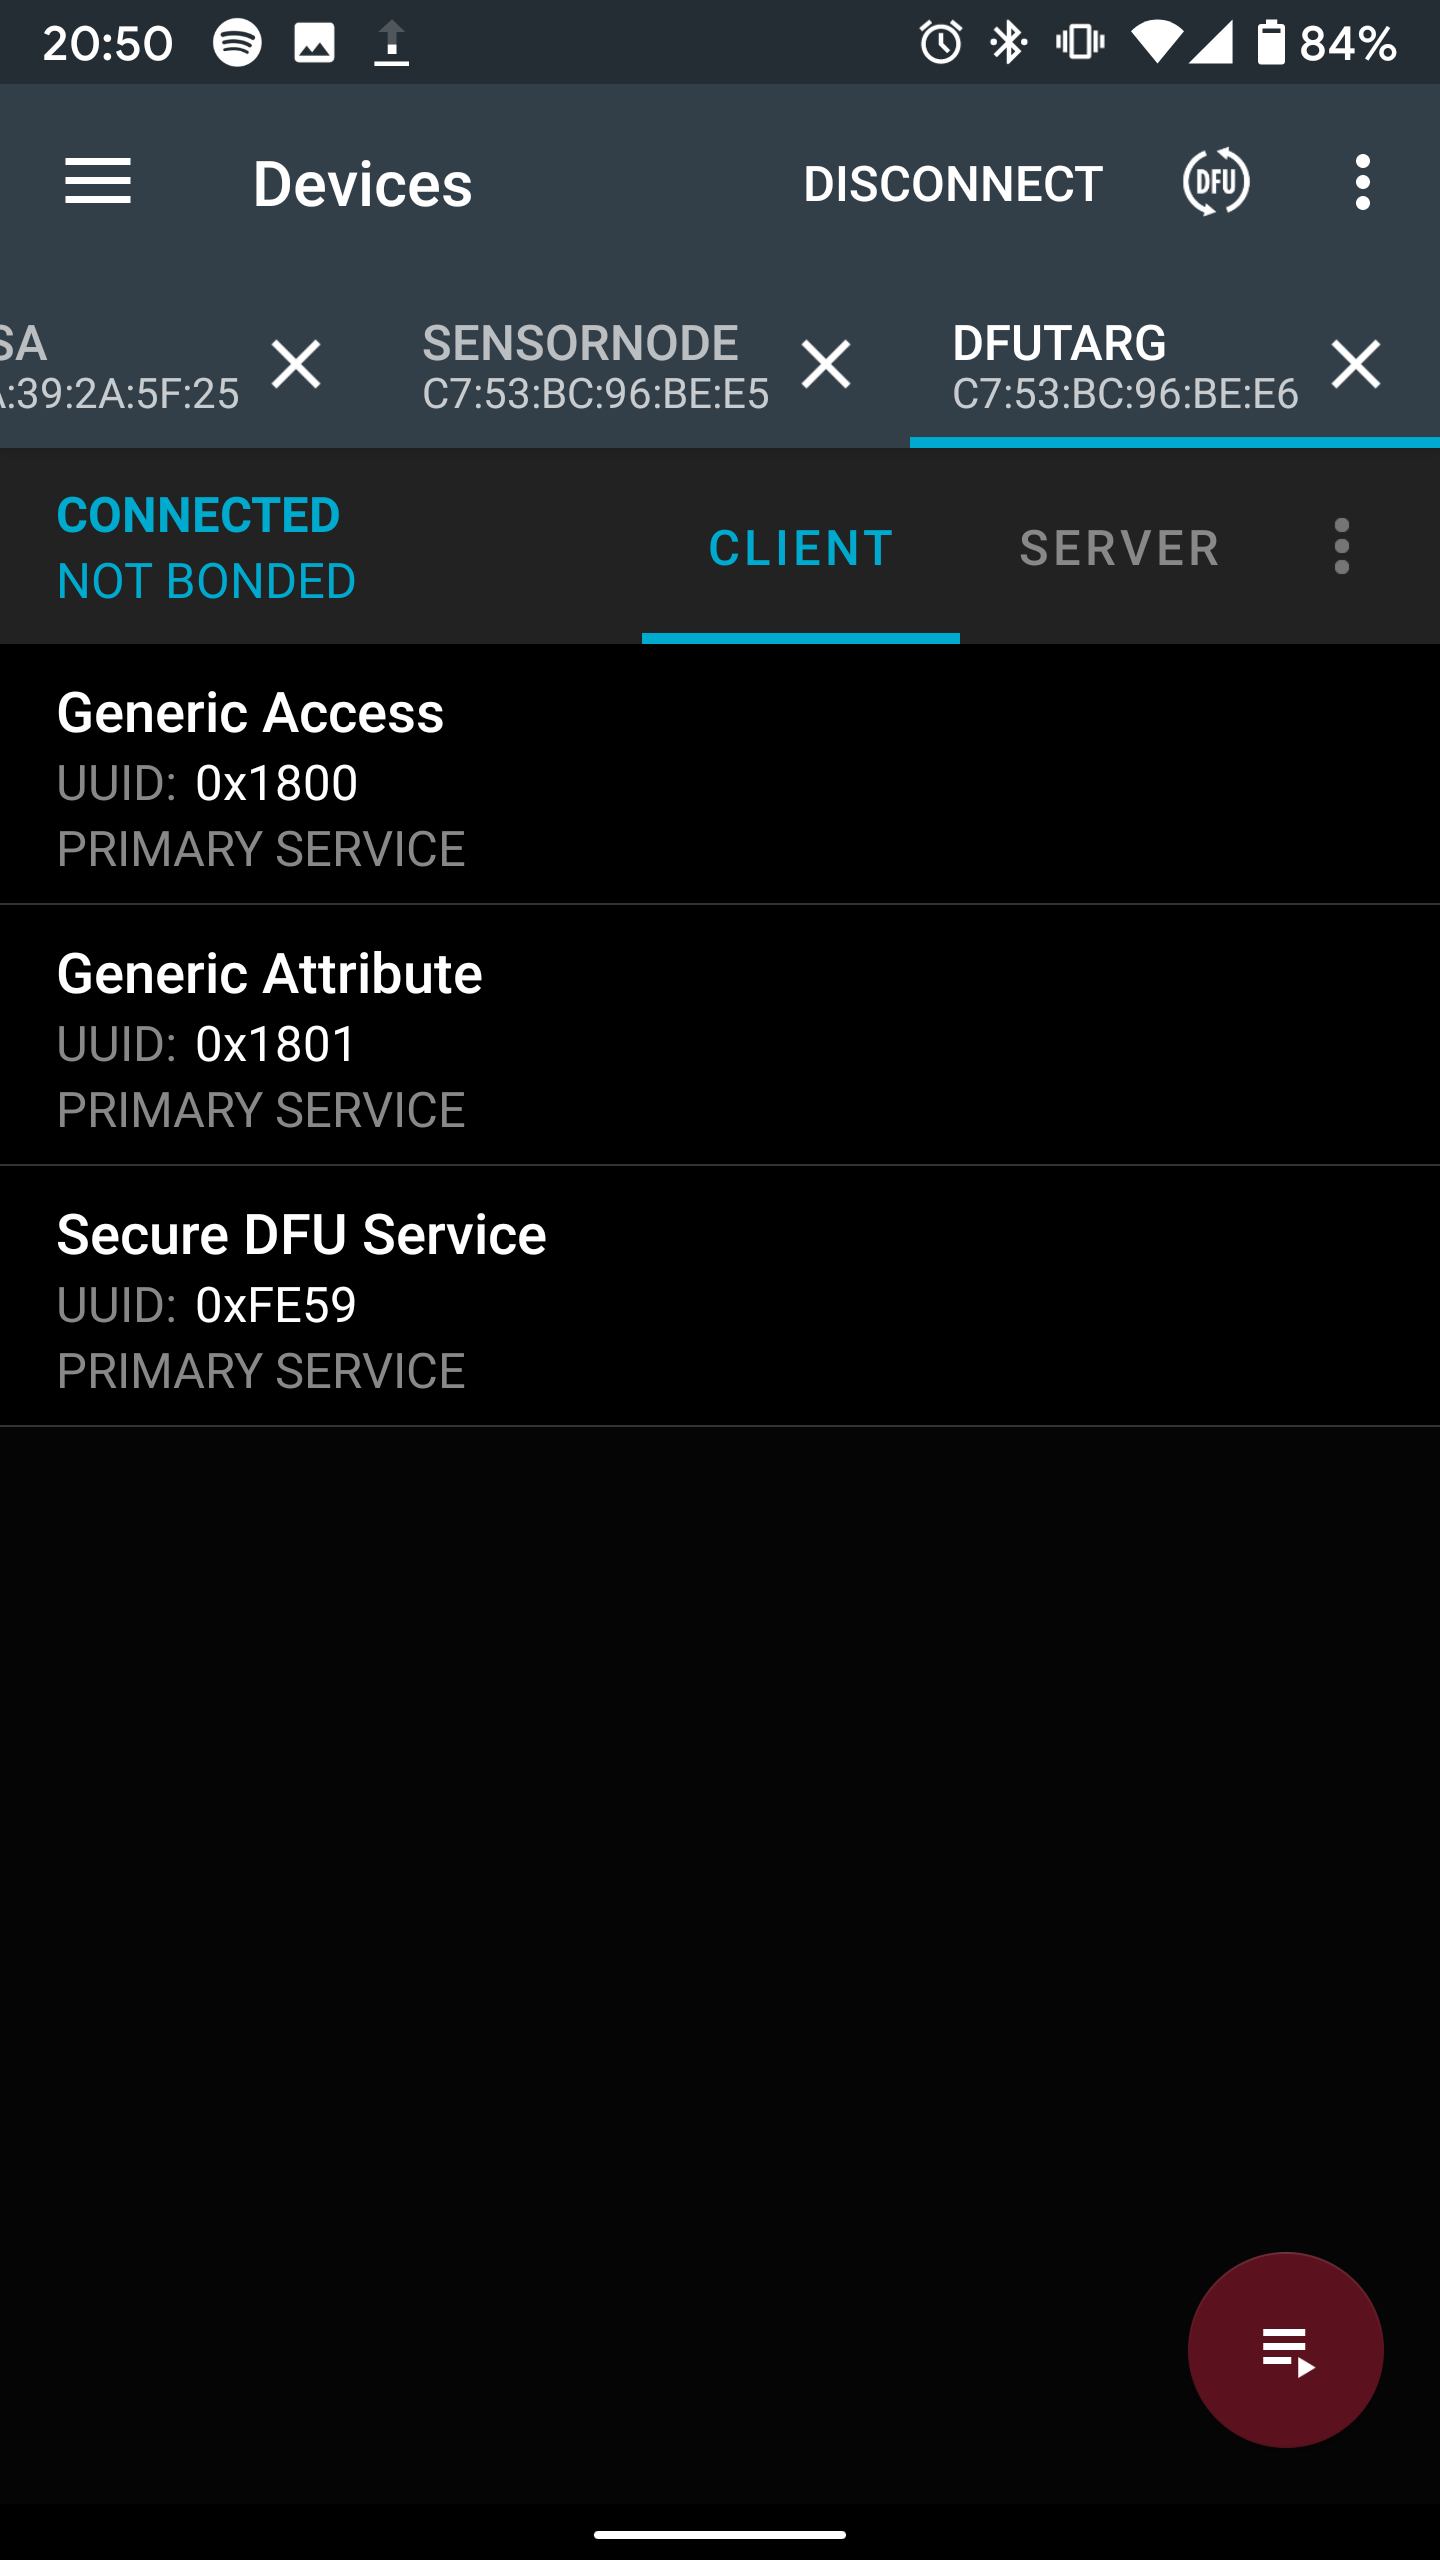 20:50 84%
Devices DISCONNECT DFU
SA SENSORNODE DFUTARG
:39:2A:5F:25 C7:53:BC:96:BE:E5 C7:53:BC:96:BE:E6
CONNECTED
NOT BONDED
CLIENT SERVER
Generic Access
UUID: 0x1800
PRIMARY SERVICE
Generic Attribute
UUID: 0x1801
PRIMARY SERVICE
Secure DFU Service
UUID: 0xFE59
PRIMARY SERVICE